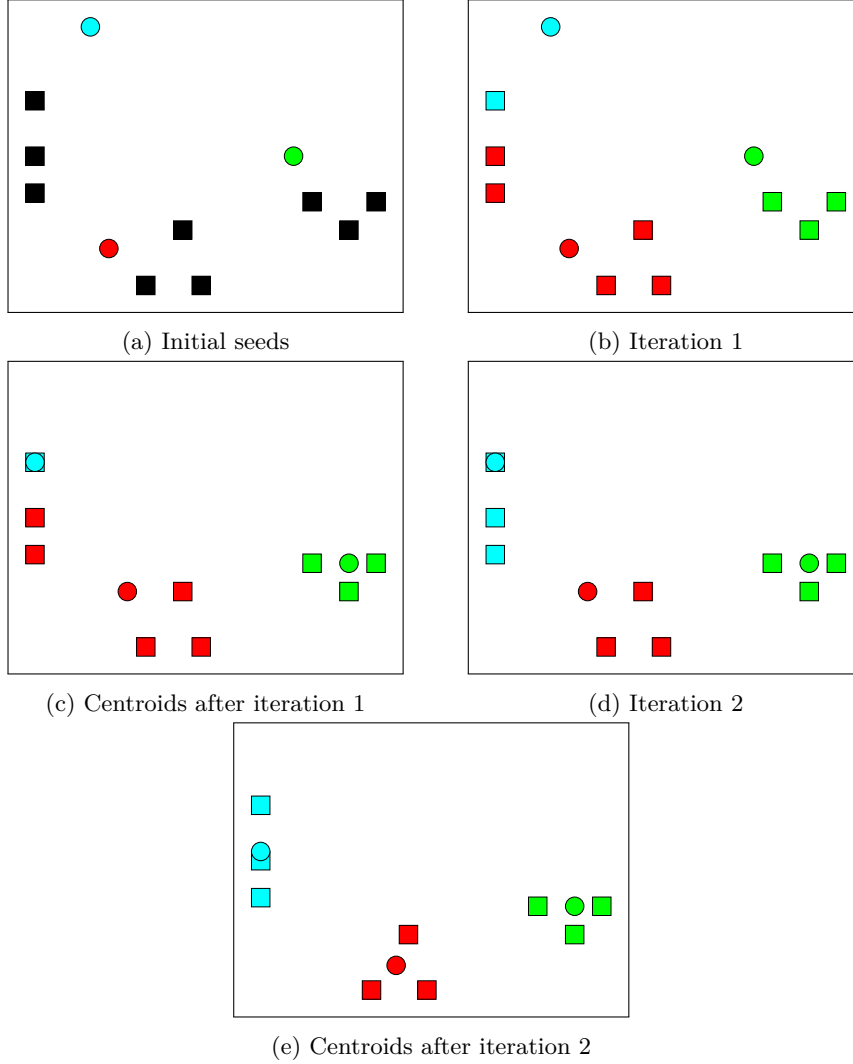 (a) Initial seeds
(b) Iteration 1
(c) Centroids after iteration 1
(d) Iteration 2
(e) Centroids after iteration 2